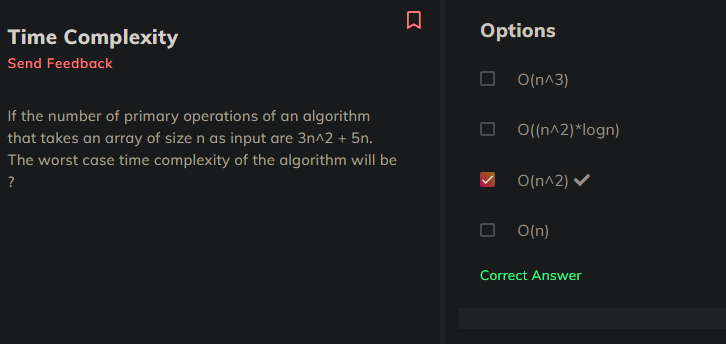 Time Complexity
Send Feedback
If the number of primary operations of an algorithm
that takes an array of size n as input are 3n^2 + 5n.
The worst case time complexity of the algorithm will be
?
Options
O(n^3)
O((n^2)*logn)
O(n^2)
O(n)
Correct Answer